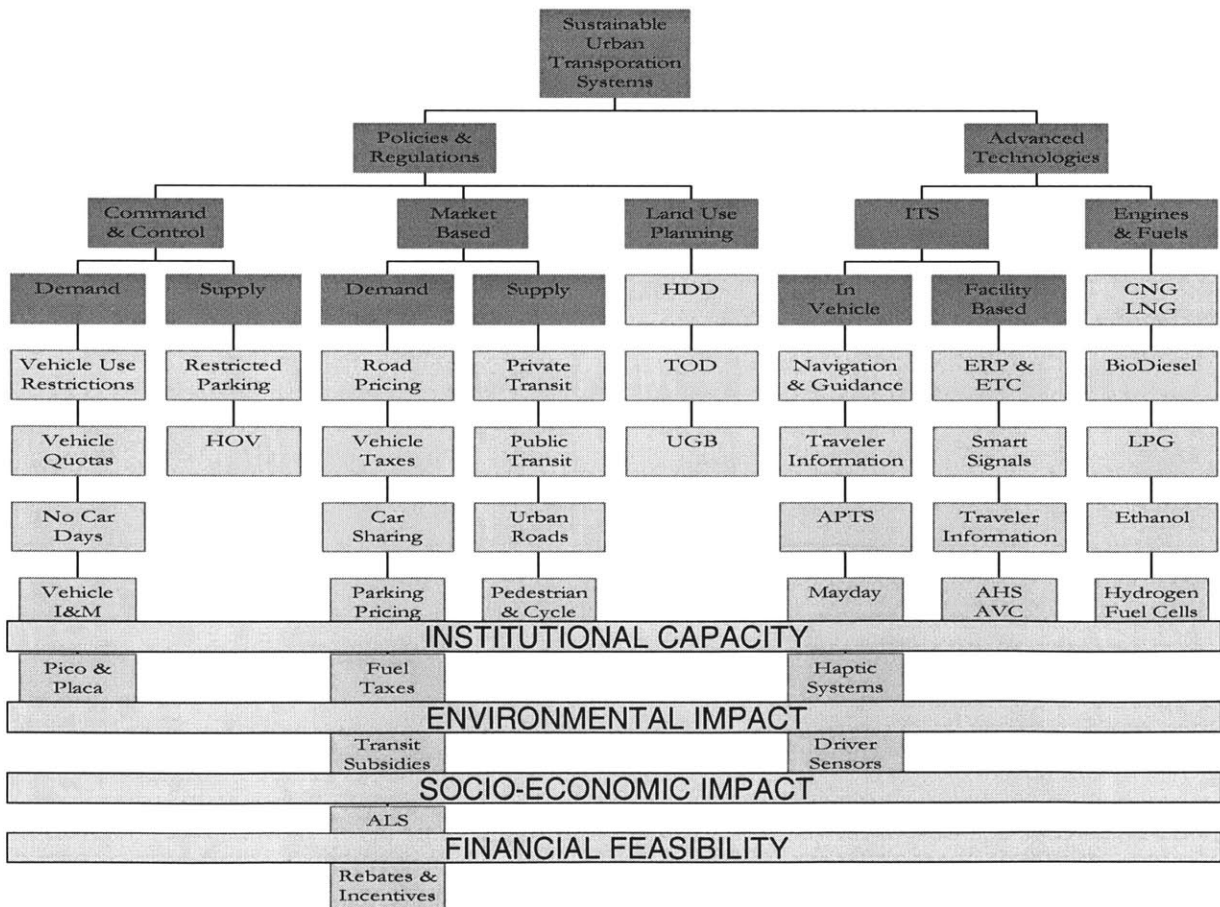 Sustainable
Urban
Transporation
Systems
Policies &
Regulations
Advanced
Technologies
Command
& Control
Market
Based
Land Use
Planning
ITS
Engines
& Fuels
Demand
Supply
Demand
Supply
HDD
In
Vehicle
Facility
Based
CNG
LNG
Vehicle Use
Restrictions
Restricted
Parking
Road
Pricing
Private
Transit
TOD
Navigation
& Guidance
ERP &
ETC
BioDiesel
Vehicle
Quotas
HOV
Vehicle
Taxes
Public
Transit
UGB
Traveler
Information
Smart
Signals
LPG
No Car
Days
Car
Sharing
Urban
Roads
APTS
Traveler
Information
Ethanol
Vehicle
I&M
Parking
Pricing
Pedestrian
& Cycle
Mayday
AHS
AVC
Hydrogen
Fuel Cells
INSTITUTIONAL CAPACITY
Pico &
Placa
Fuel
Taxes
Haptic
Systems
ENVIRONMENTAL IMPACT
Transit
Subsidies
Driver
Sensors
SOCIO-ECONOMIC IMPACT
ALS
FINANCIAL FEASIBILITY
Rebates &
Incentives